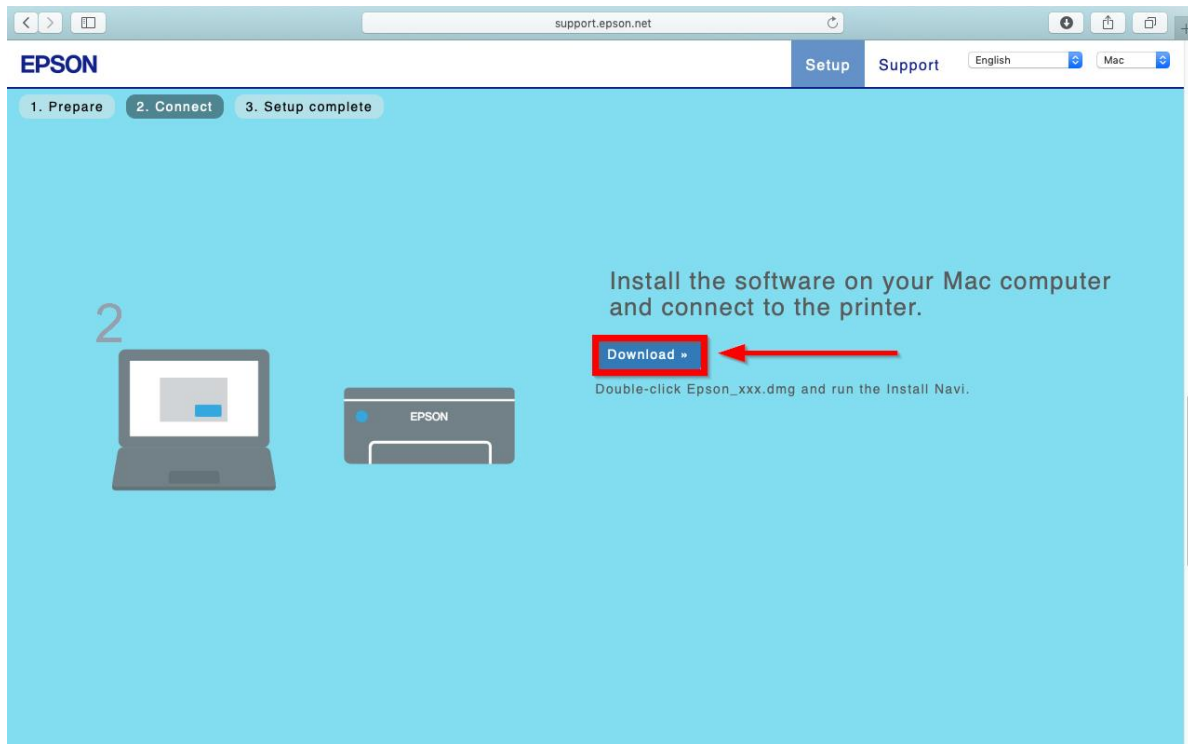 support.epson.net
EPSON
Setup
Support
English
Mac
1. Prepare
2. Connect
3. Setup complete
Install the software on your Mac computer
and connect to the printer.
2
Download »
Double-click Epson_xxx.dmg and run the Install Navi.
EPSON